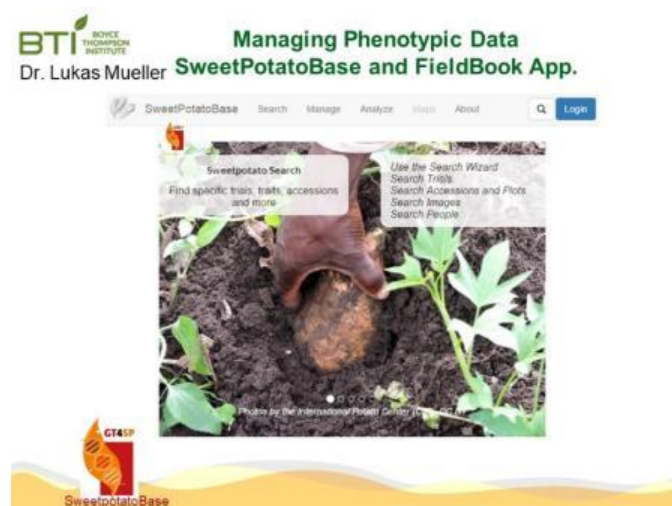 BTI BOYCE
THOMPSON
INSTITUTE
Dr. Lukas Mueller
Managing Phenotypic Data
SweetPotatoBase and FieldBook App.
SweetPotatoBase Search Manage Analyze Maps About Login
Sweetpotato Search
Find specific trials, traits, accessions
and more
Use the Search Wizard
Search Trials
Search Accessions and Plots
Search Images
Search People
Photos by the International Potato Center
GT4SP
SweetpotatoBase